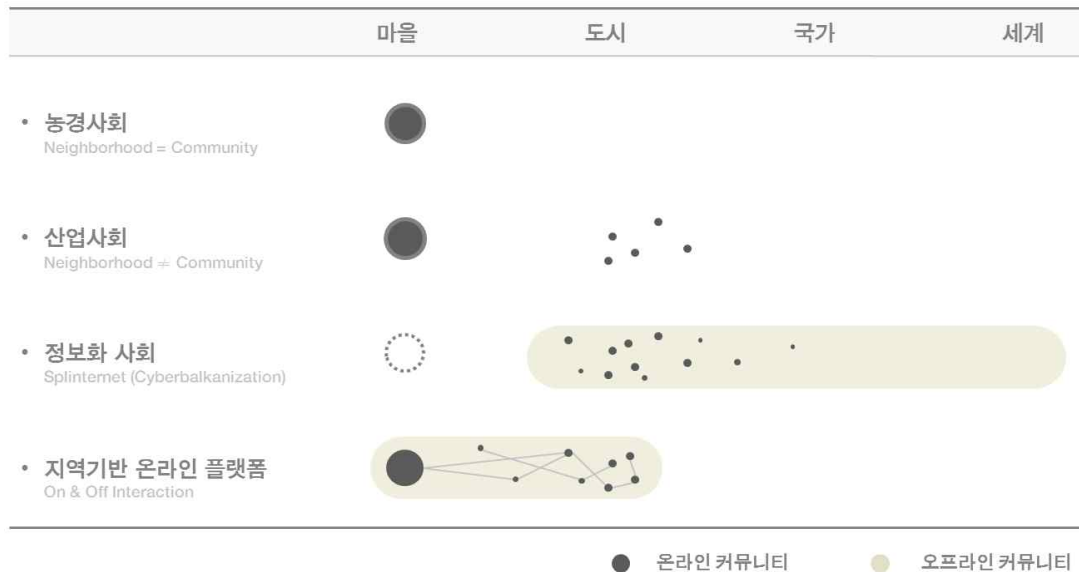 마을 도시 국가 세계
• 농경사회
Neighborhood = Community
• 산업사회
Neighborhood ≠ Community
• 정보화 사회
Splinternet (Cyberbalkanization)
• 지역기반 온라인 플랫폼
On & Off Interaction
온라인 커뮤니티 오프라인 커뮤니티